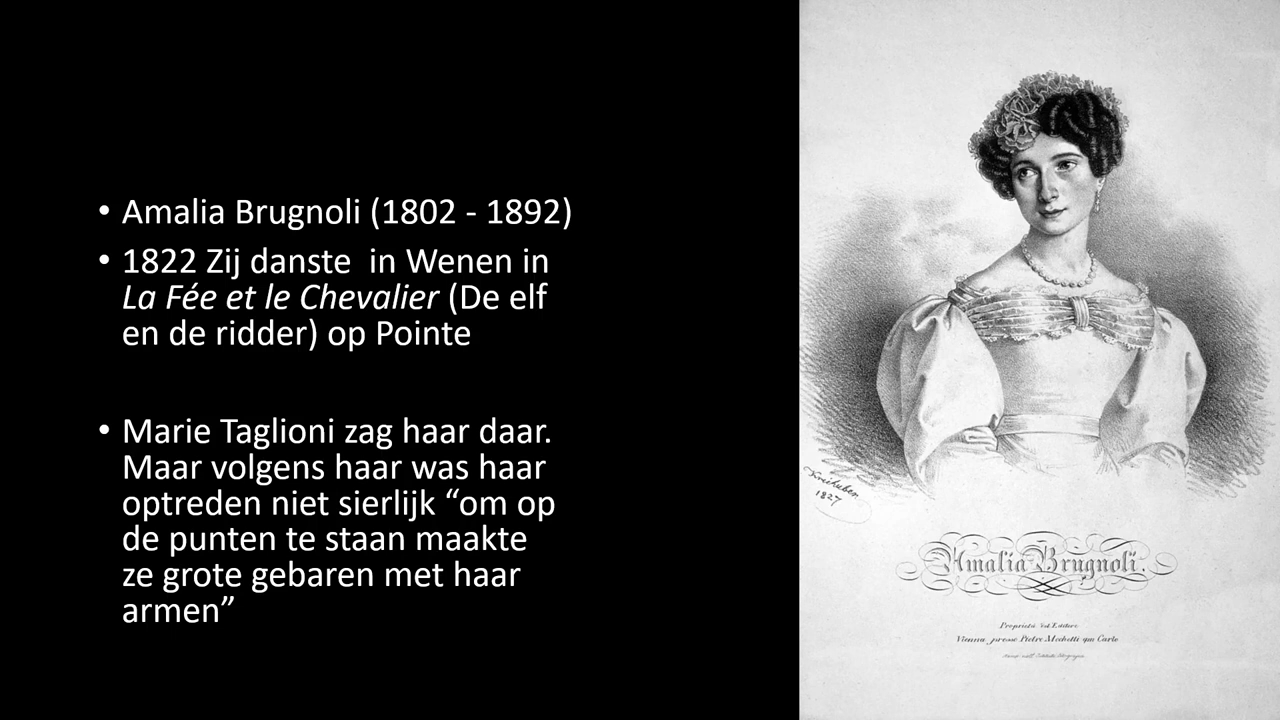 • Amalia Brugnoli (1802 - 1892)
• 1822 Zij danste  in Wenen in
La Fée et le Chevalier (De elf
en de ridder) op Pointe
• Marie Taglioni zag haar daar.
Maar volgens haar was haar
optreden niet sierlijk “om op
de punten te staan maakte
ze grote gebaren met haar
armen”
Kriehuber
1827
Amalia Brugnoli.
Vienna, presso Pietro Mechetti qm Carlo